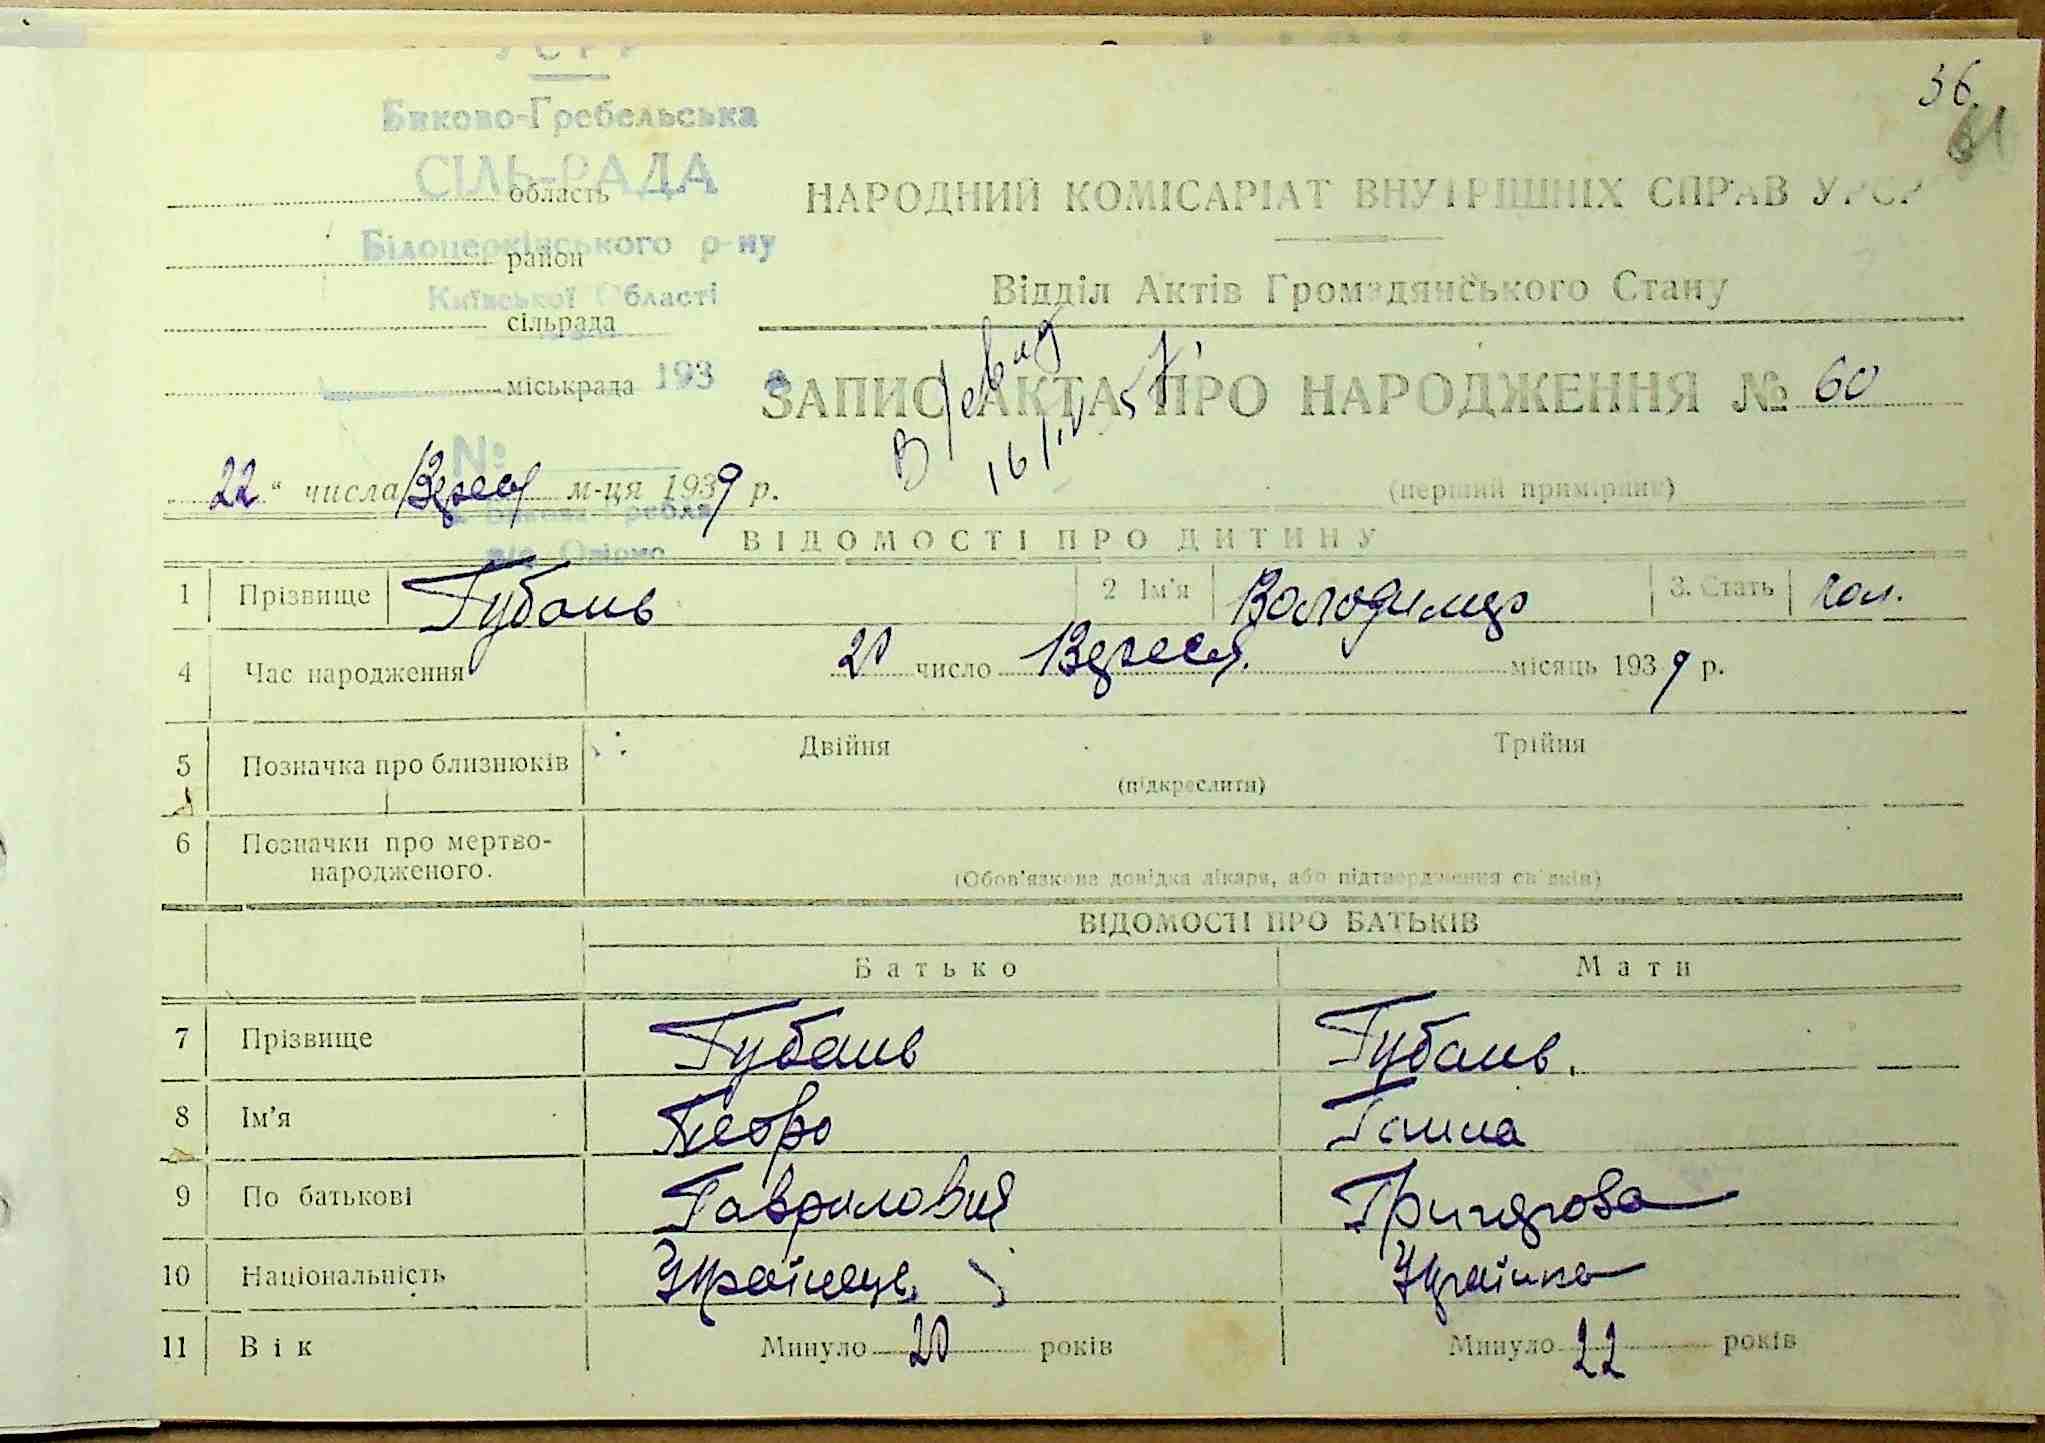 УСРР
Биково-Гребельська
СІЛЬ-РАДА
Білоцерківського р-ну
Київської Області
область
район
сільрада
міськрада 193
№
36.
61
НАРОДНИЙ КОМІСАРІАТ ВНУТРІШНІХ СПРАВ УРСР
Відділ Актів Громадянського Стану
ЗАПИС АКТА ПРО НАРОДЖЕННЯ № 60
(перший примірник)
„22“ числа Вересня м-ця 1939 р.
ВІДОМОСТІ ПРО ДИТИНУ
1 Прізвище Губань 2 Ім'я Володимир 3. Стать чол.
4 Час народження 20 число Вересня місяць 1939 р.
5 Позначка про близнюків Двійня Трійня
(підкреслити)
6 Позначки про мертво-
народженого.
(Обов'язкова довідка лікаря, або підтвердження свідків)
ВІДОМОСТІ ПРО БАТЬКІВ
Батько Мати
7 Прізвище Губань Губань.
8 Ім'я Петро Ганна
9 По батькові Гаврилович Григорова
10 Національність Українець Українка
11 Вік Минуло 20 років Минуло 22 років